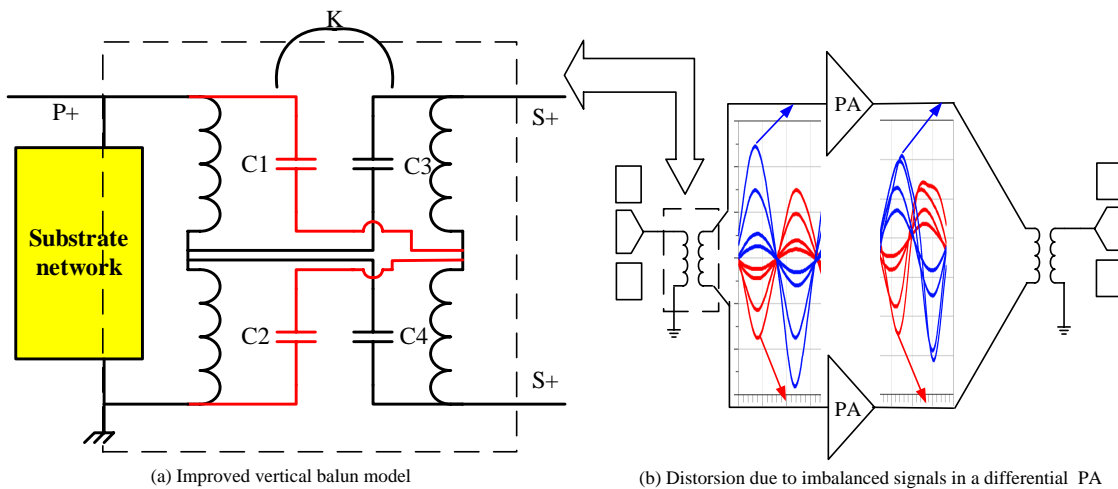 K
P+
S+
C1
C3
Substrate
network
C2
C4
S+
(a) Improved vertical balun model
PA
PA
(b) Distorsion due to imbalanced signals in a differential PA